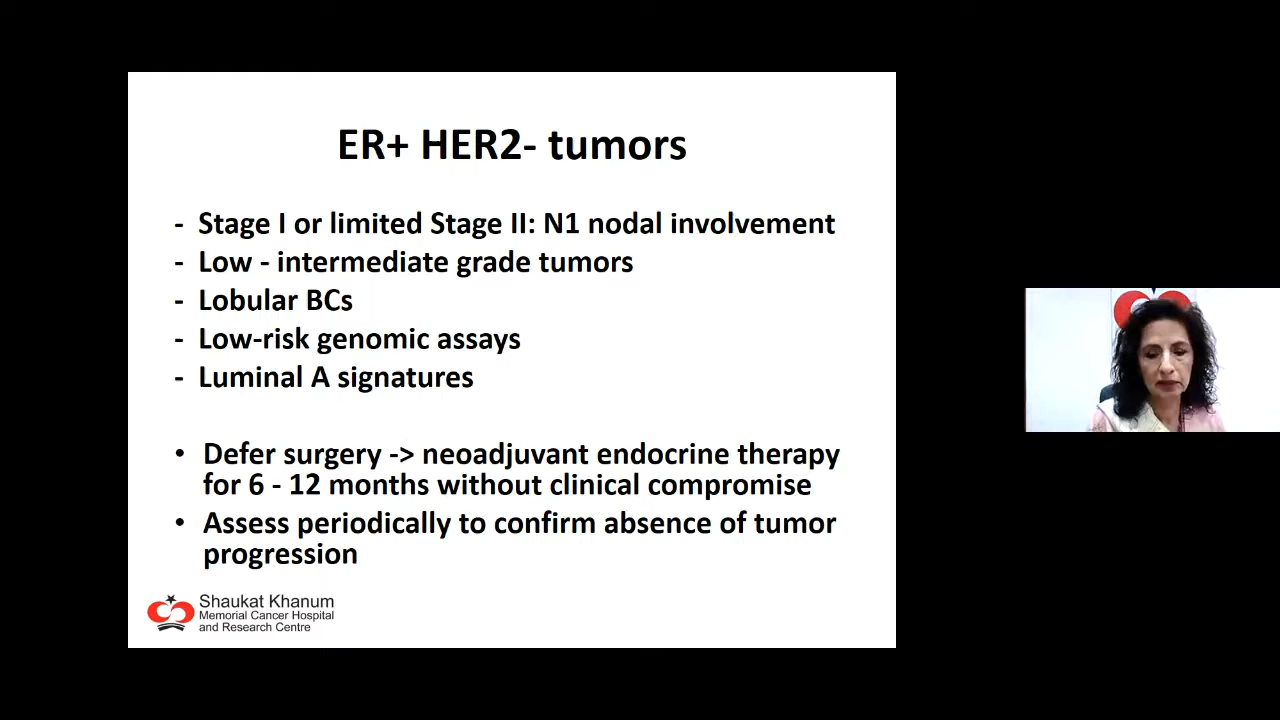 ER+ HER2- tumors
- Stage I or limited Stage II: N1 nodal involvement
- Low - intermediate grade tumors
- Lobular BCs
- Low-risk genomic assays
- Luminal A signatures
• Defer surgery -> neoadjuvant endocrine therapy
for 6 - 12 months without clinical compromise
• Assess periodically to confirm absence of tumor
progression
Shaukat Khanum
Memorial Cancer Hospital
and Research Centre